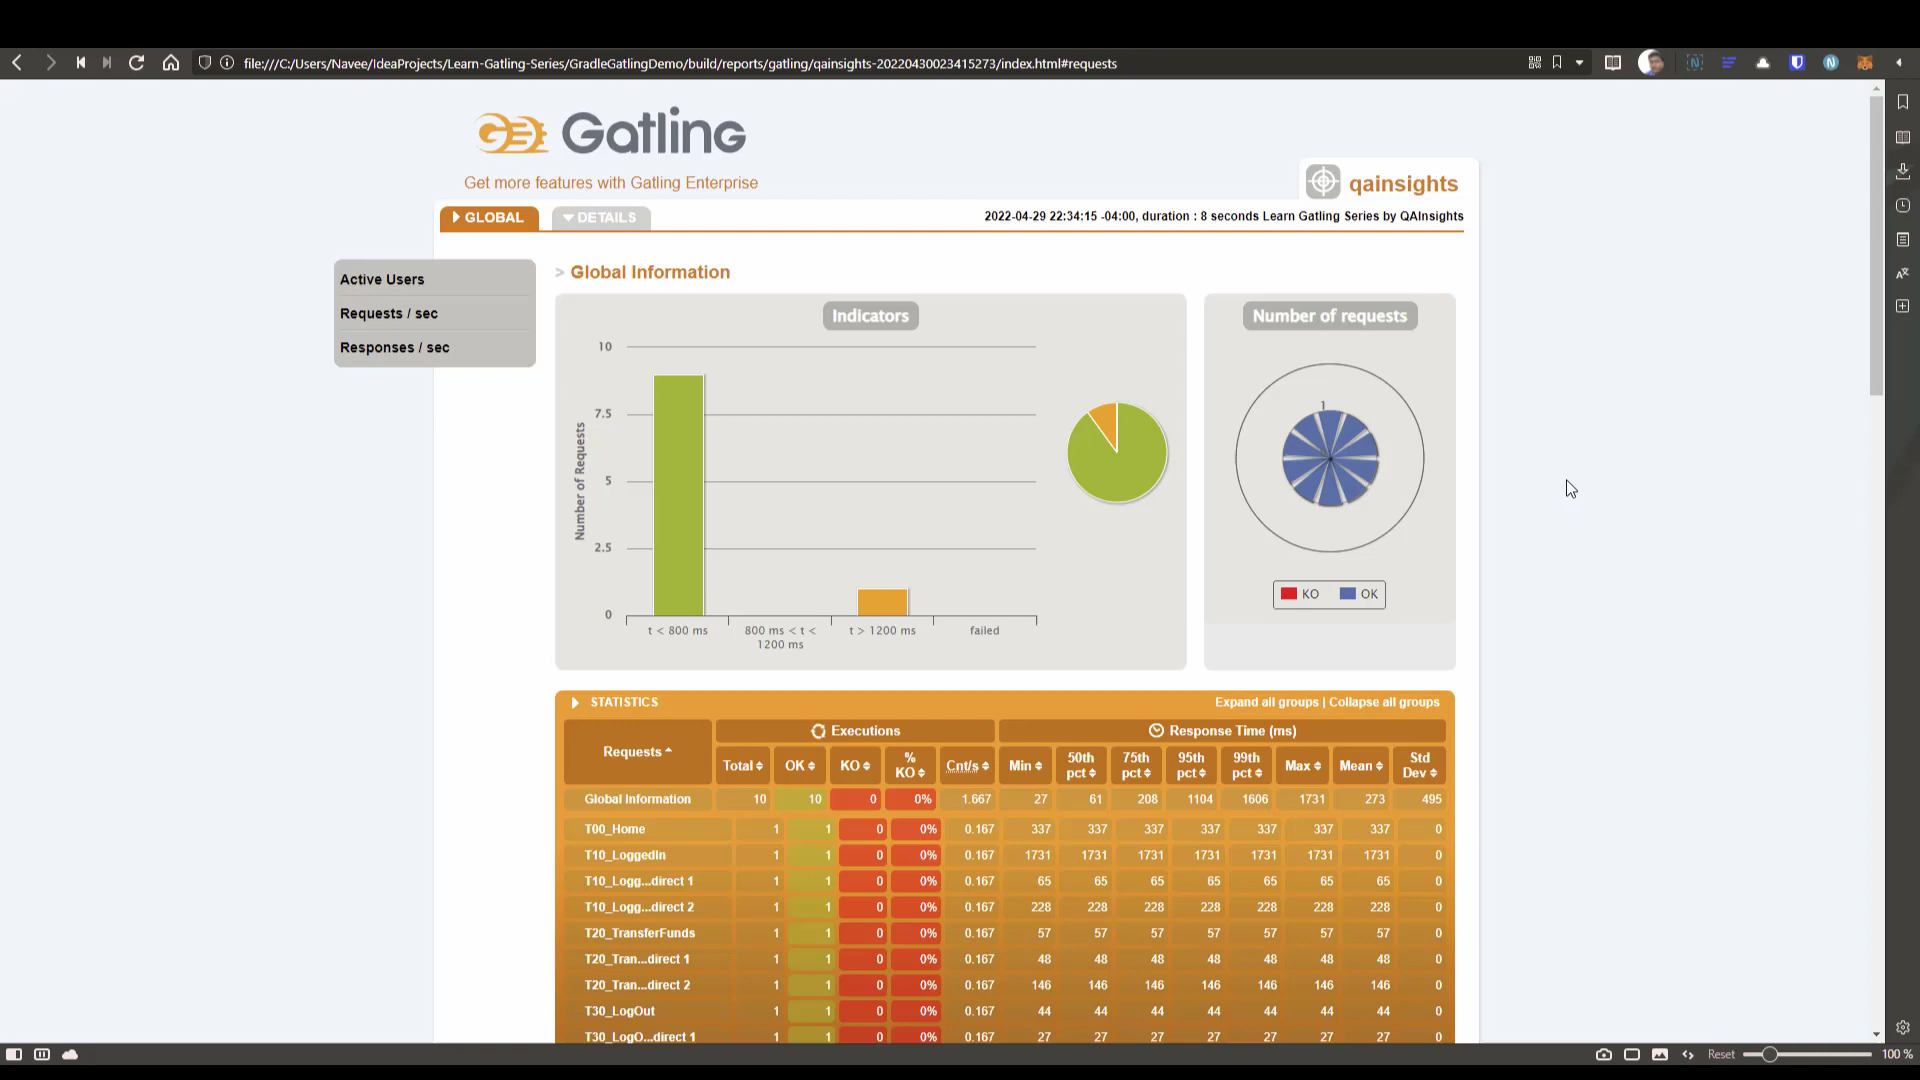 file:///C:/Users/Navee/IdeaProjects/Learn-Gatling-Series/GradleGatlingDemo/build/reports/gatling/qainsights-20220430023415273/index.html#requests
Gatling
Get more features with Gatling Enterprise
qainsights
GLOBAL
DETAILS
2022-04-29 22:34:15 -04:00, duration : 8 seconds Learn Gatling Series by QAInsights
Active Users
Requests / sec
Responses / sec
> Global Information
Indicators
Number of Requests
10
7.5
5
2.5
0
t < 800 ms
800 ms < t <
1200 ms
t > 1200 ms
failed
Number of requests
1
KO
OK
STATISTICS
Expand all groups | Collapse all groups
Requests
Executions
Response Time (ms)
Total OK KO % KO Cnt/s Min 50th pct 75th pct 95th pct 99th pct Max Mean Std Dev
Global Information 10 10 0 0% 1.667 27 61 208 1104 1606 1731 273 495
T00_Home 1 1 0 0% 0.167 337 337 337 337 337 337 337 0
T10_LoggedIn 1 1 0 0% 0.167 1731 1731 1731 1731 1731 1731 1731 0
T10_Logg...direct 1 1 1 0 0% 0.167 65 65 65 65 65 65 65 0
T10_Logg...direct 2 1 1 0 0% 0.167 228 228 228 228 228 228 228 0
T20_TransferFunds 1 1 0 0% 0.167 57 57 57 57 57 57 57 0
T20_Tran...direct 1 1 1 0 0% 0.167 48 48 48 48 48 48 48 0
T20_Tran...direct 2 1 1 0 0% 0.167 146 146 146 146 146 146 146 0
T30_LogOut 1 1 0 0% 0.167 44 44 44 44 44 44 44 0
T30_LogO...direct 1 1 1 0 0% 0.167 27 27 27 27 27 27 27 0
Reset
100 %